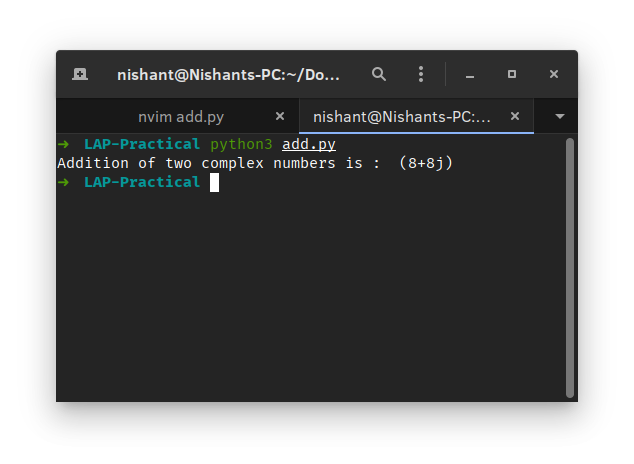 nishant@Nishants-PC:~/Do...
nvim add.py
nishant@Nishants-PC:...
➜ LAP-Practical python3 add.py
Addition of two complex numbers is :  (8+8j)
➜ LAP-Practical